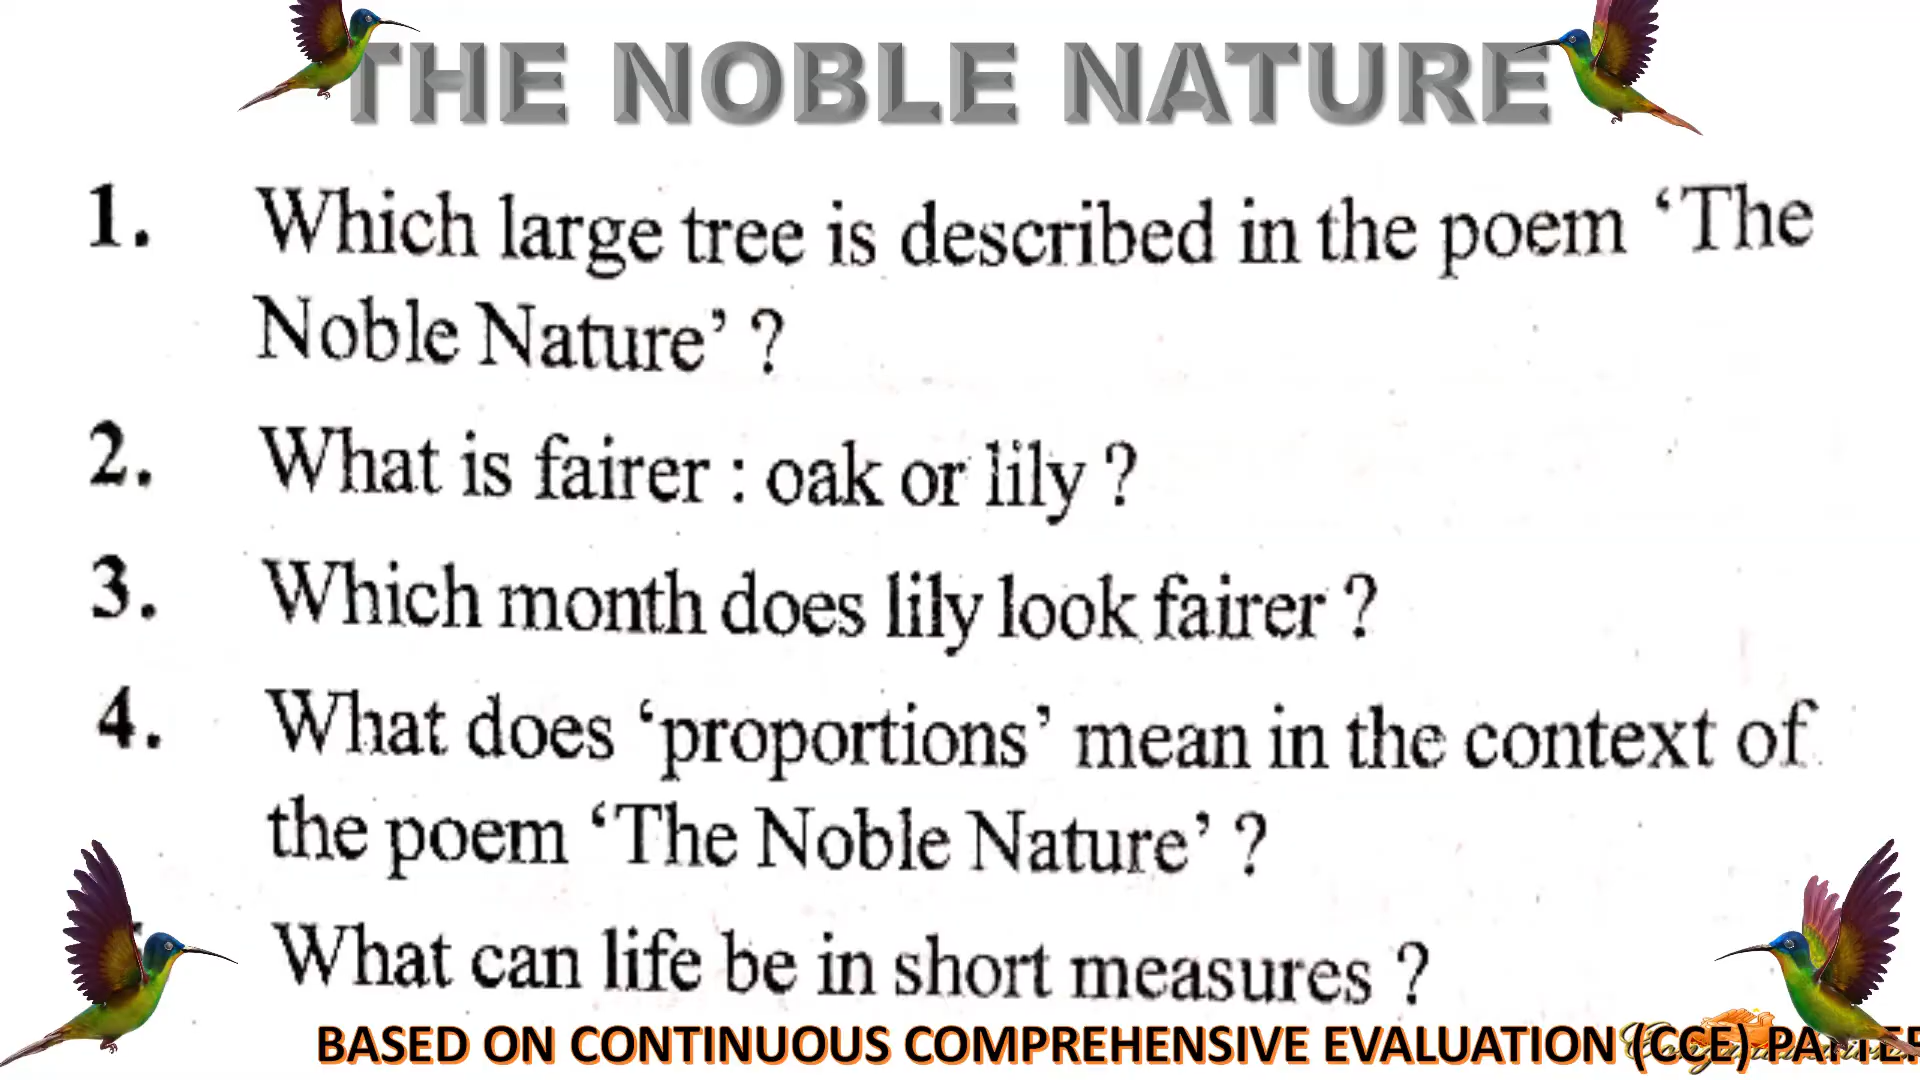 THE NOBLE NATURE
1. Which large tree is described in the poem ‘The
Noble Nature’ ?
2. What is fairer : oak or lily ?
3. Which month does lily look fairer ?
4. What does ‘proportions’ mean in the context of
the poem ‘The Noble Nature’ ?
What can life be in short measures ?
BASED ON CONTINUOUS COMPREHENSIVE EVALUATION (CCE)